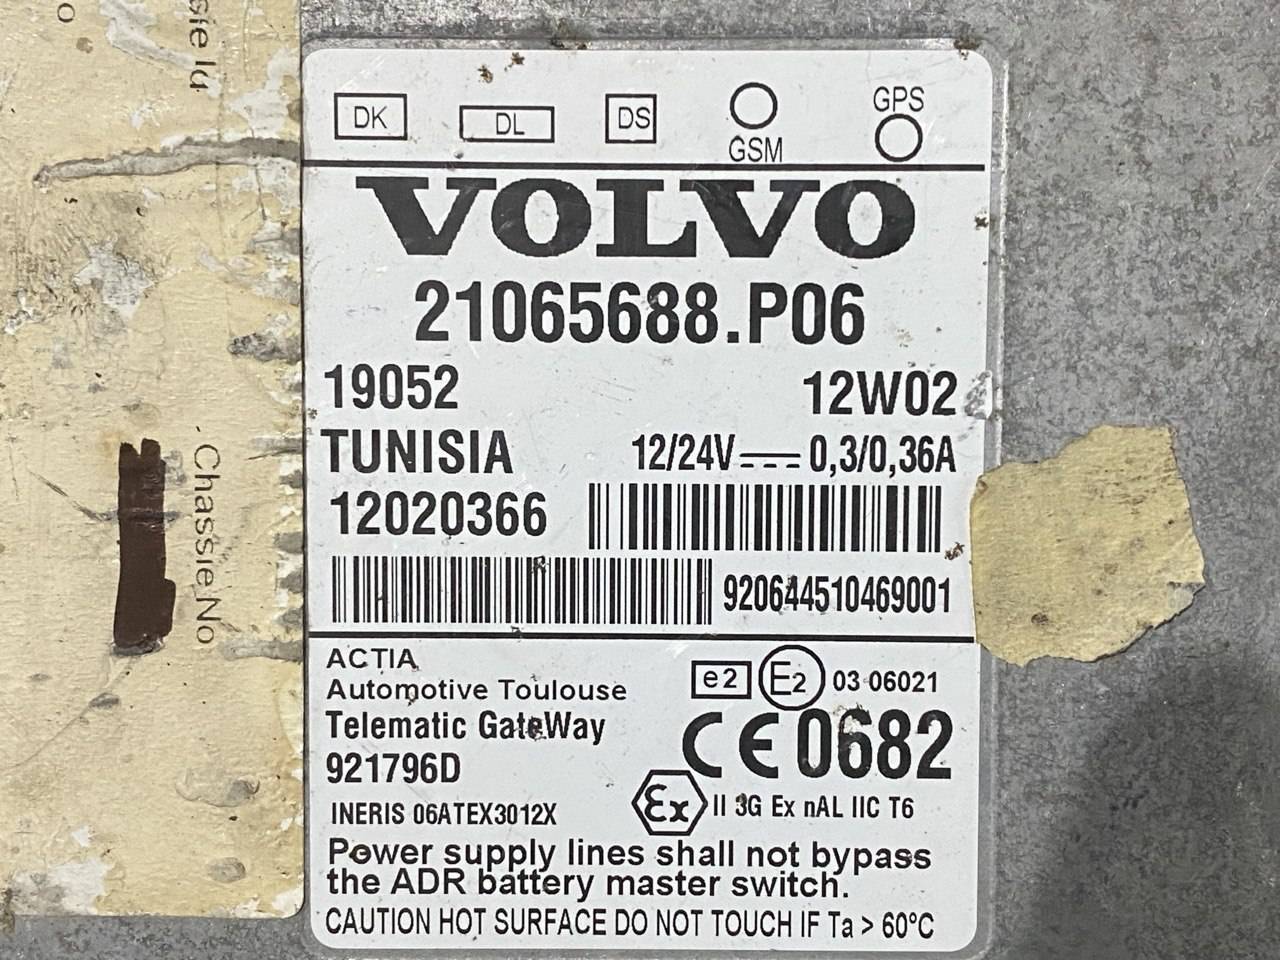 DK DL DS GSM GPS
VOLVO
21065688.P06
19052 12W02
TUNISIA 12/24V 0,3/0,36A
12020366
920644510469001
ACTIA
Automotive Toulouse
e2 E2 03 06021
Telematic GateWay
CE 0682
921796D
INERIS 06ATEX3012X
Ex II 3G Ex nAL IIC T6
Power supply lines shall not bypass
the ADR battery master switch.
CAUTION HOT SURFACE DO NOT TOUCH IF Ta > 60°C
Chassie No